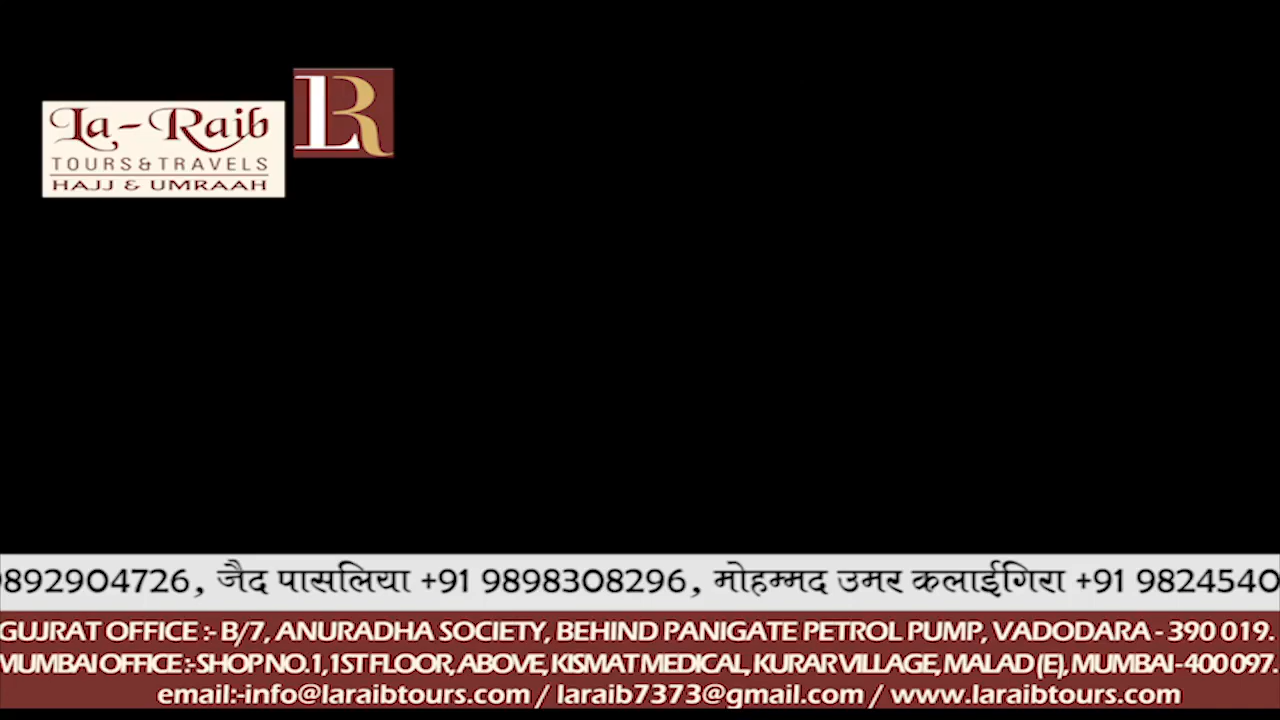 La-Raib
TOURS & TRAVELS
HAJJ & UMRAAH
LR
9892904726, जैद पासलिया +91 9898308296, मोहम्मद उमर कलाईगिरा +91 9824540
GUJRAT OFFICE :- B/7, ANURADHA SOCIETY, BEHIND PANIGATE PETROL PUMP, VADODARA - 390 019.
MUMBAI OFFICE :- SHOP NO. 1, 1ST FLOOR, ABOVE, KISMAT MEDICAL, KURAR VILLAGE, MALAD (E), MUMBAI - 400 097.
email:-info@laraibtours.com / laraib7373@gmail.com / www.laraibtours.com